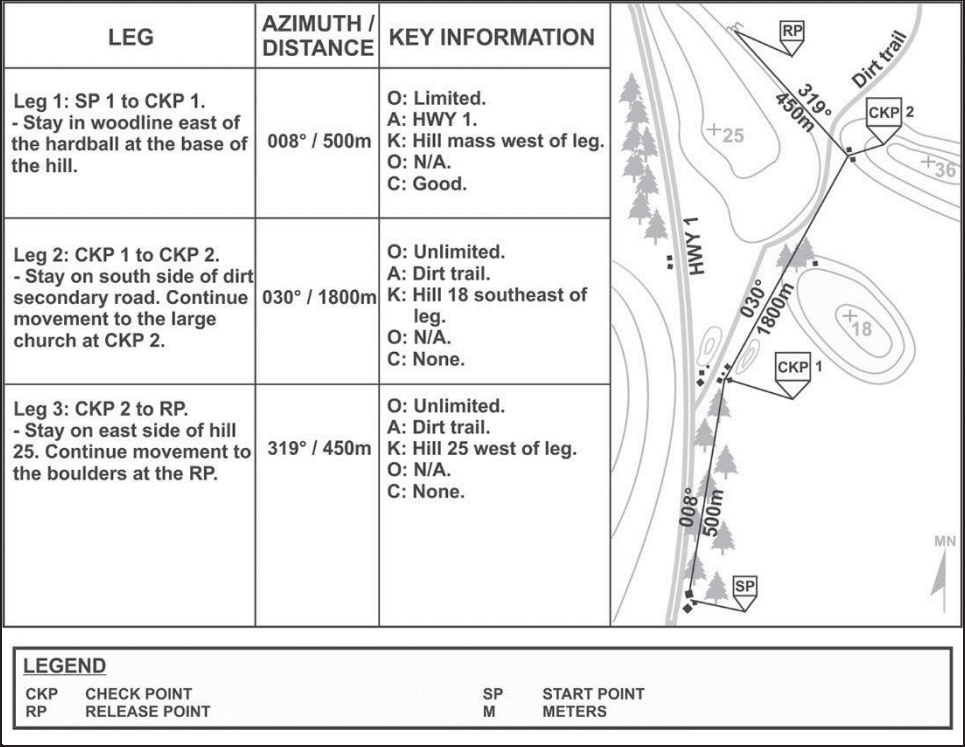 LEG
AZIMUTH /
DISTANCE
KEY INFORMATION
Leg 1: SP 1 to CKP 1.
- Stay in woodline east of
the hardball at the base of
the hill.
008° / 500m
O: Limited.
A: HWY 1.
K: Hill mass west of leg.
O: N/A.
C: Good.
Leg 2: CKP 1 to CKP 2.
- Stay on south side of dirt
secondary road. Continue
movement to the large
church at CKP 2.
030° / 1800m
O: Unlimited.
A: Dirt trail.
K: Hill 18 southeast of
leg.
O: N/A.
C: None.
Leg 3: CKP 2 to RP.
- Stay on east side of hill
25. Continue movement to
the boulders at the RP.
319° / 450m
O: Unlimited.
A: Dirt trail.
K: Hill 25 west of leg.
O: N/A.
C: None.
RP
Dirt trail
319°
450m
CKP 2
25
36
HWY 1
030°
1800m
18
CKP 1
008°
500m
MN
SP
LEGEND
CKP CHECK POINT
RP RELEASE POINT
SP START POINT
M METERS